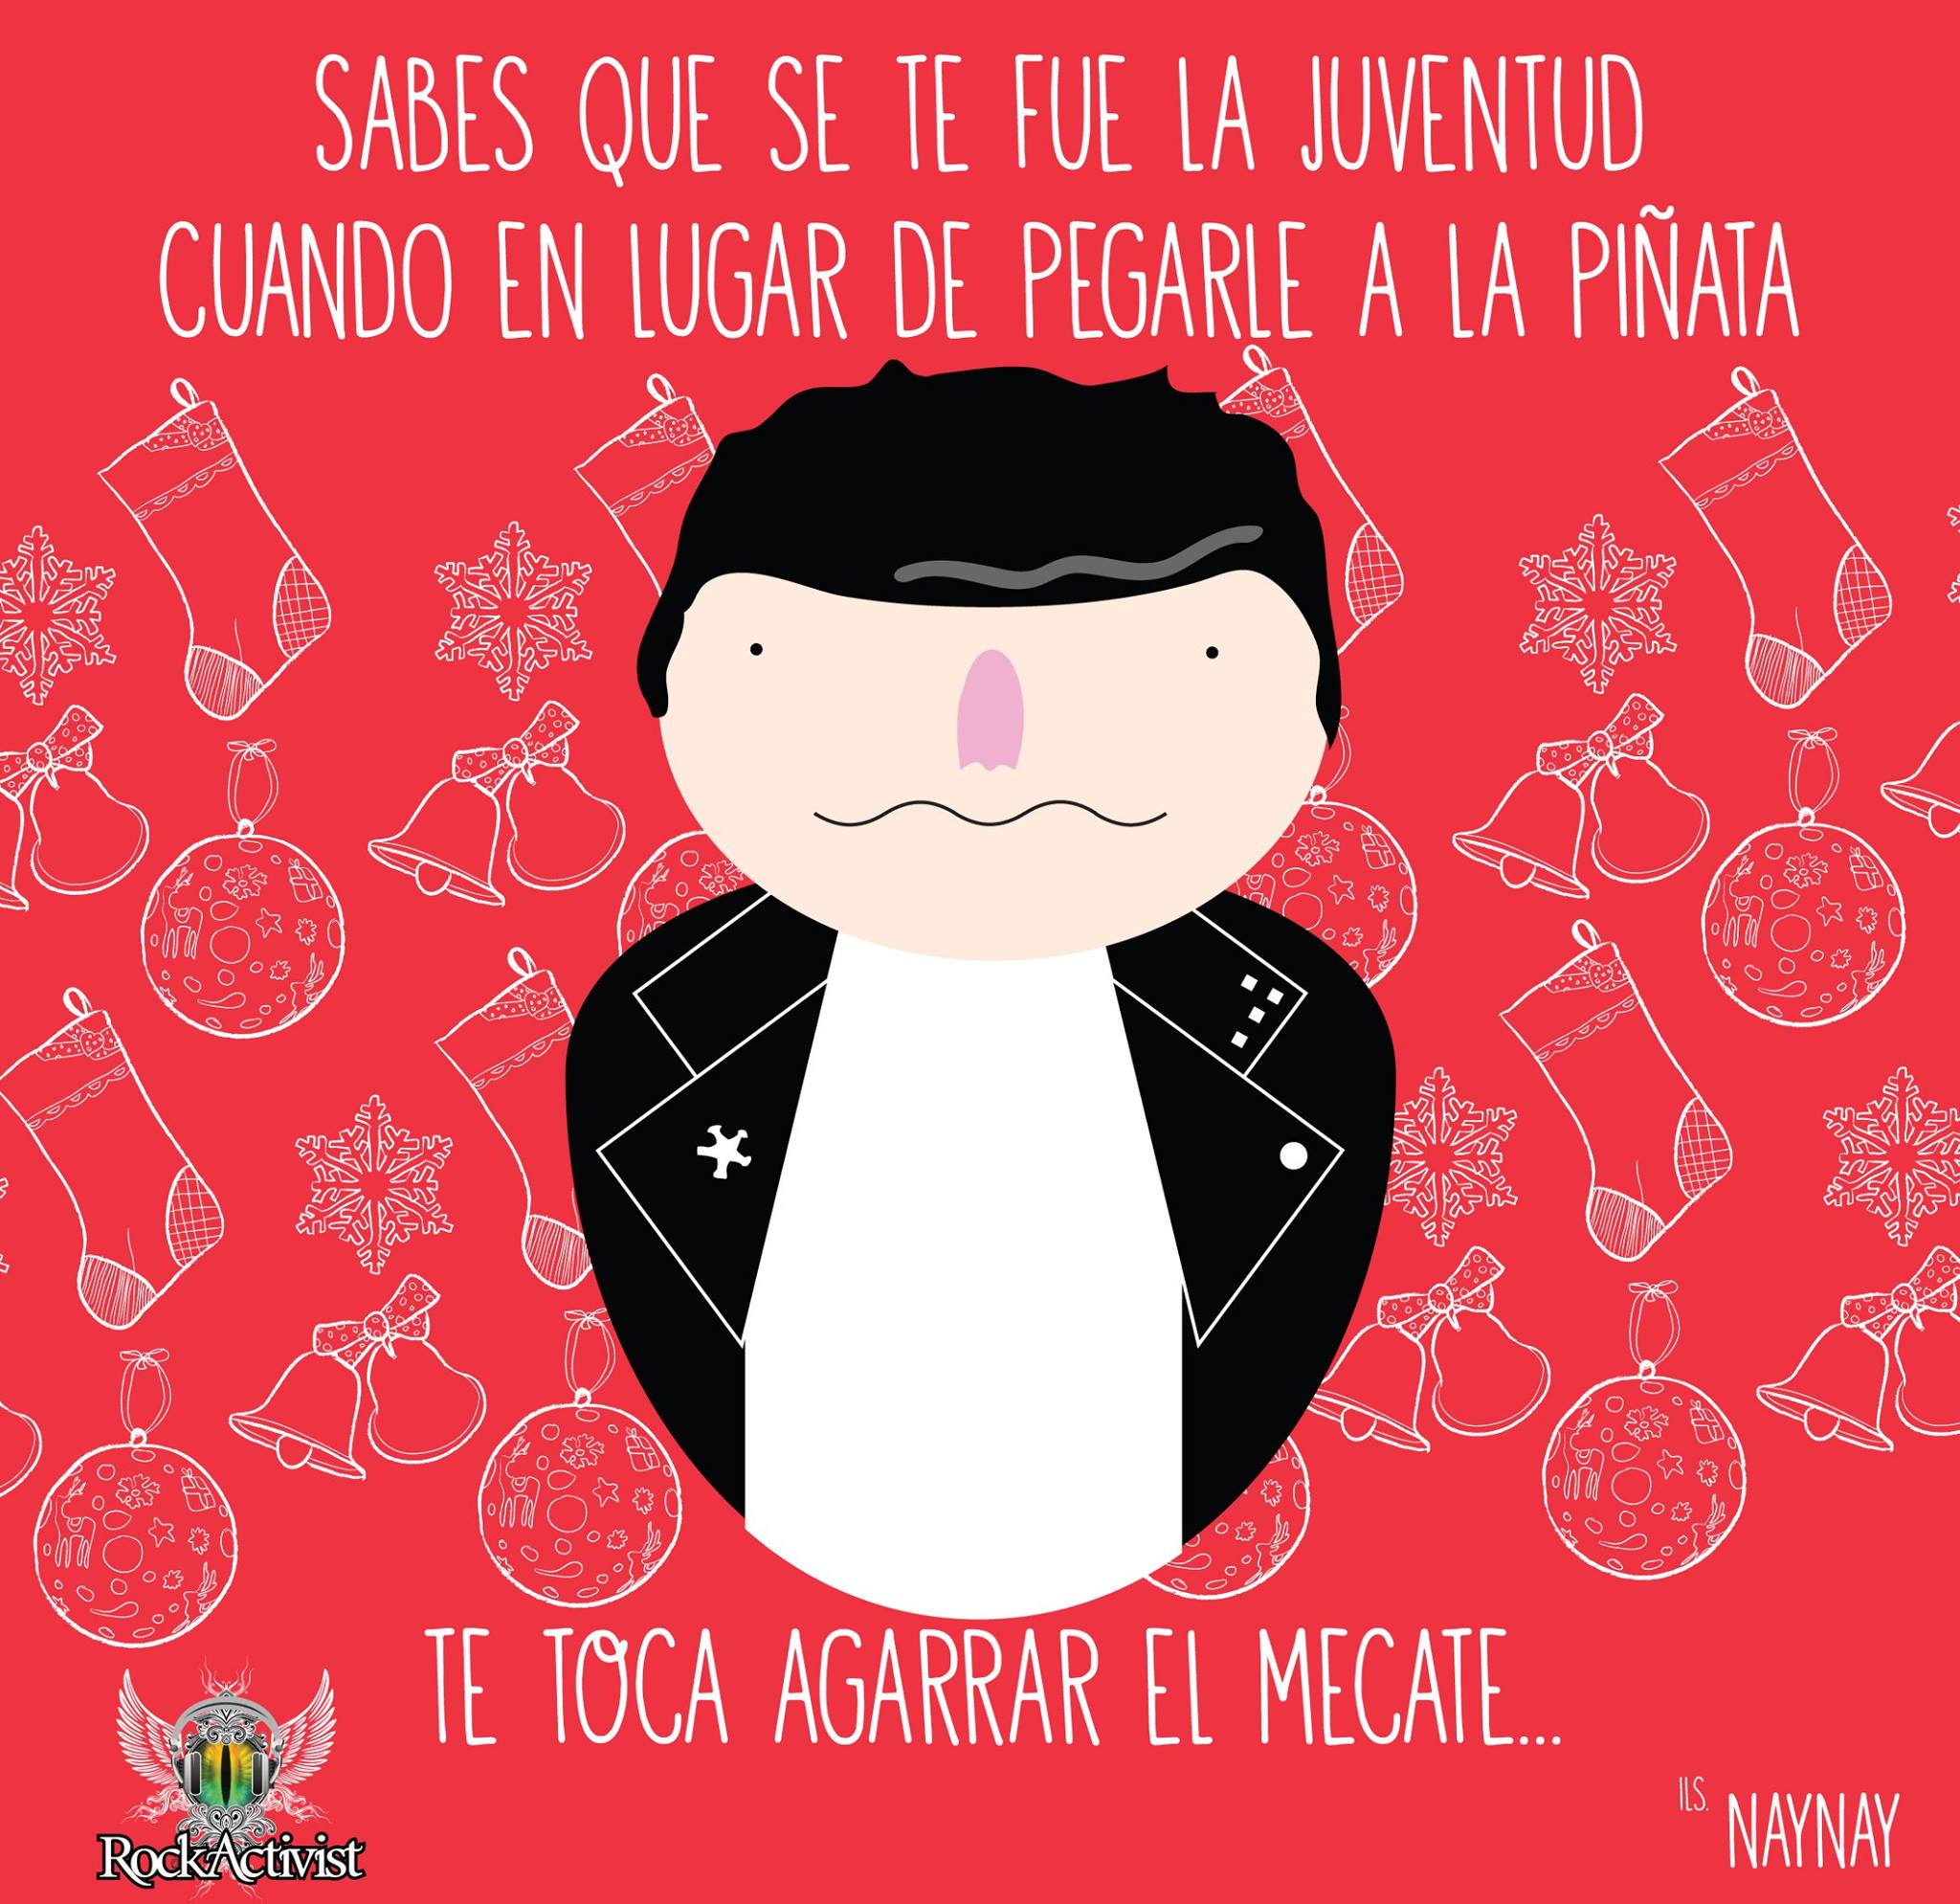 SABES QUE SE TE FUE LA JUVENTUD
CUANDO EN LUGAR DE PEGARLE A LA PIÑATA
TE TOCA AGARRAR EL MECATE...
ILS. NAYNAY
RockActivist